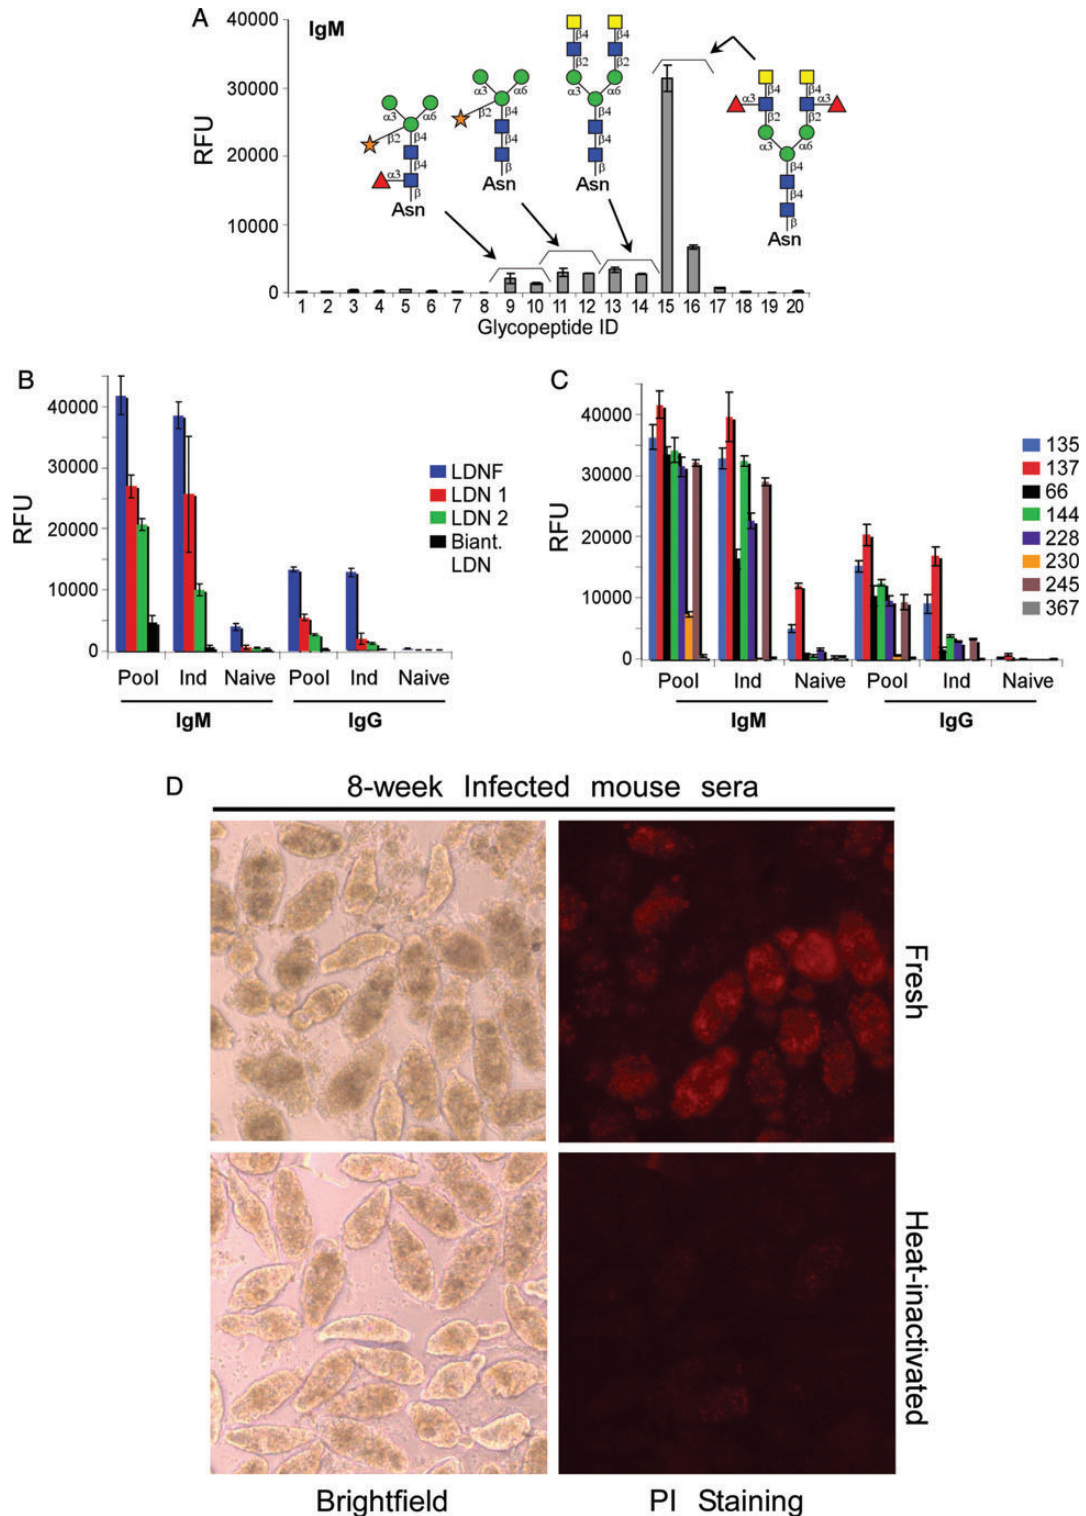 A
IgM
RFU
40000
30000
20000
10000
0
α3
α6
β2
β4
β4
α3
β
Asn
α3
α6
β2
β4
β4
β
Asn
β4
β4
β2
β2
α3
α6
β4
β4
β
Asn
β4
β4
α3
α3
β2
β2
α3
α6
β4
β4
β
Asn
1 2 3 4 5 6 7 8 9 10 11 12 13 14 15 16 17 18 19 20
Glycopeptide ID
B
RFU
40000
30000
20000
10000
0
LDNF
LDN 1
LDN 2
Biant.
LDN
Pool Ind Naive Pool Ind Naive
IgM IgG
C
RFU
40000
30000
20000
10000
0
135
137
66
144
228
230
245
367
Pool Ind Naive Pool Ind Naive
IgM IgG
D
8-week Infected mouse sera
Fresh
Heat-inactivated
Brightfield PI Staining